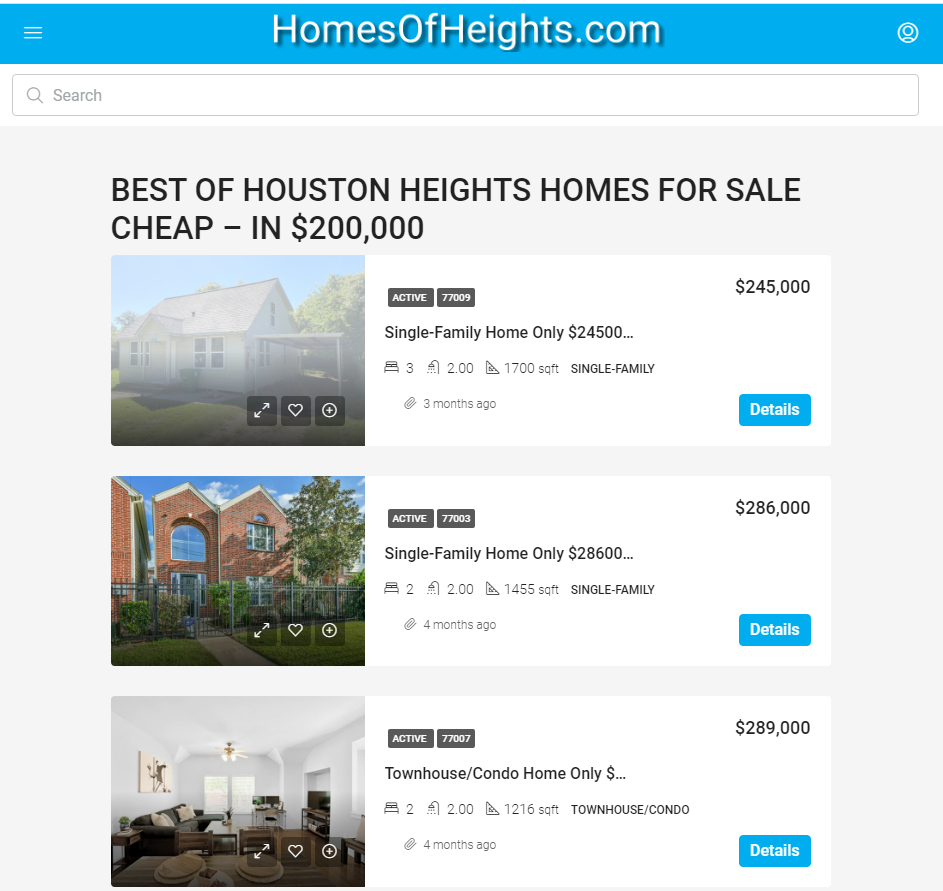 HomesOfHeights.com
Search
BEST OF HOUSTON HEIGHTS HOMES FOR SALE
CHEAP – IN $200,000
$245,000
ACTIVE 77009
Single-Family Home Only $24500...
3 2.00 1700 sqft SINGLE-FAMILY
3 months ago
Details
$286,000
ACTIVE 77003
Single-Family Home Only $28600...
2 2.00 1455 sqft SINGLE-FAMILY
4 months ago
Details
$289,000
ACTIVE 77007
Townhouse/Condo Home Only $...
2 2.00 1216 sqft TOWNHOUSE/CONDO
4 months ago
Details